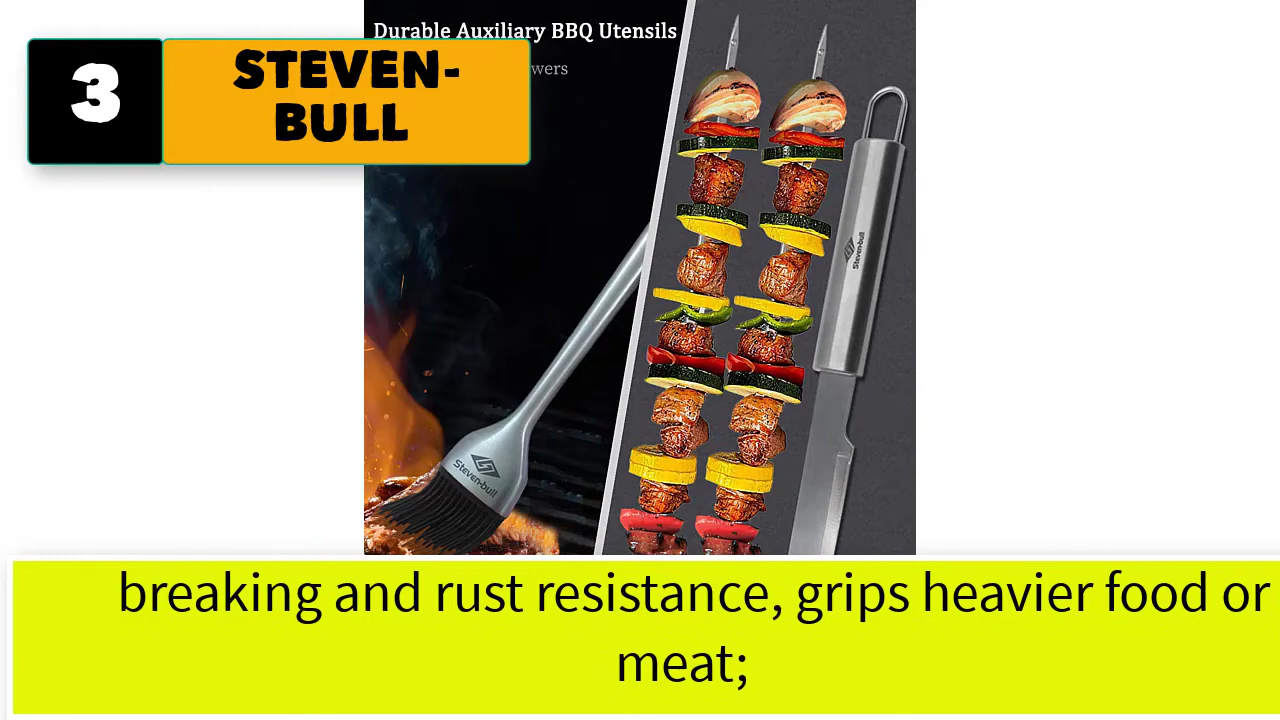 Durable Auxiliary BBQ Utensils
3
STEVEN-
BULL
Steven-bull
Steven-bull
breaking and rust resistance, grips heavier food or
meat;